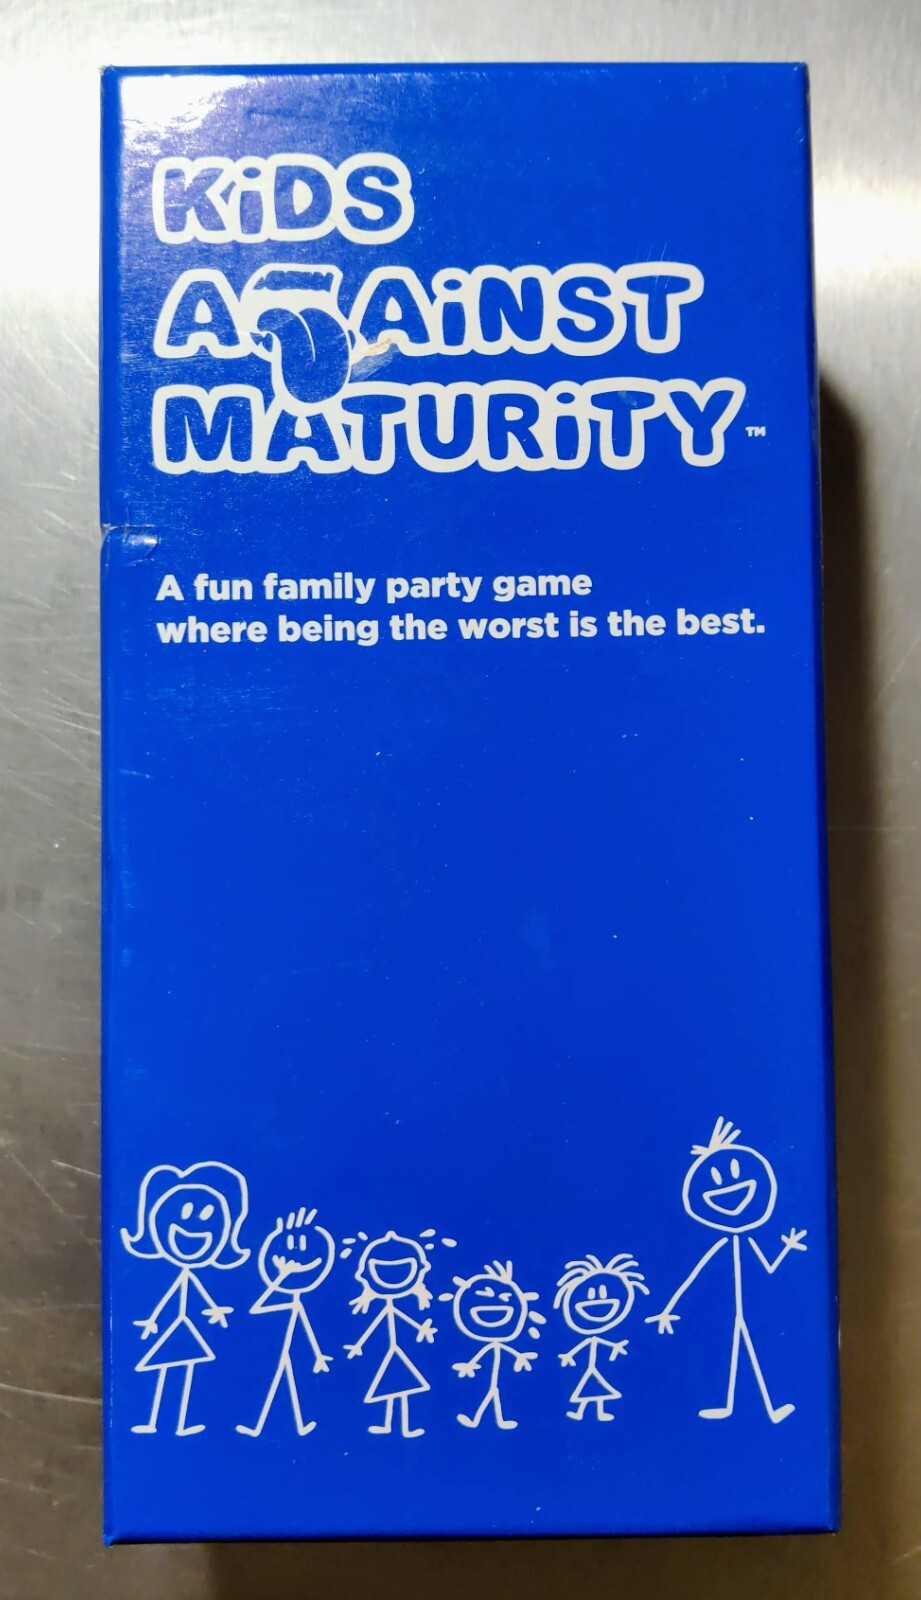 KiDS
AGAiNST
MATURiTY™
A fun family party game
where being the worst is the best.